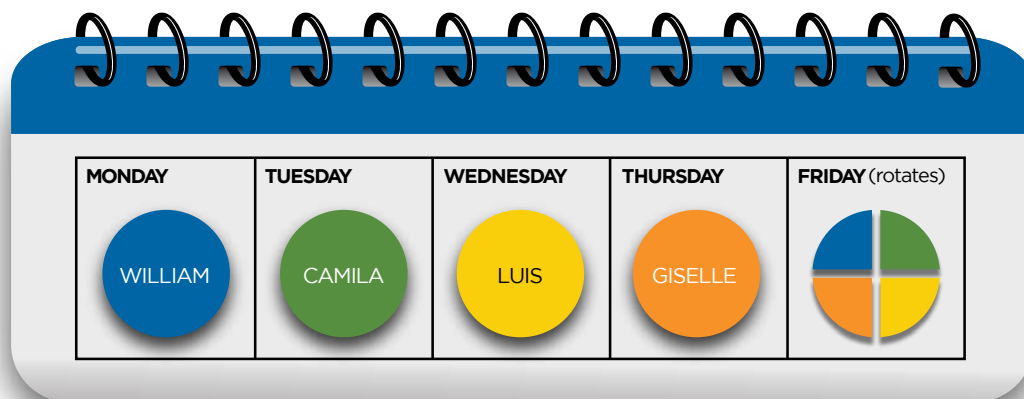 MONDAY
TUESDAY
WEDNESDAY
THURSDAY
FRIDAY (rotates)
WILLIAM
CAMILA
LUIS
GISELLE